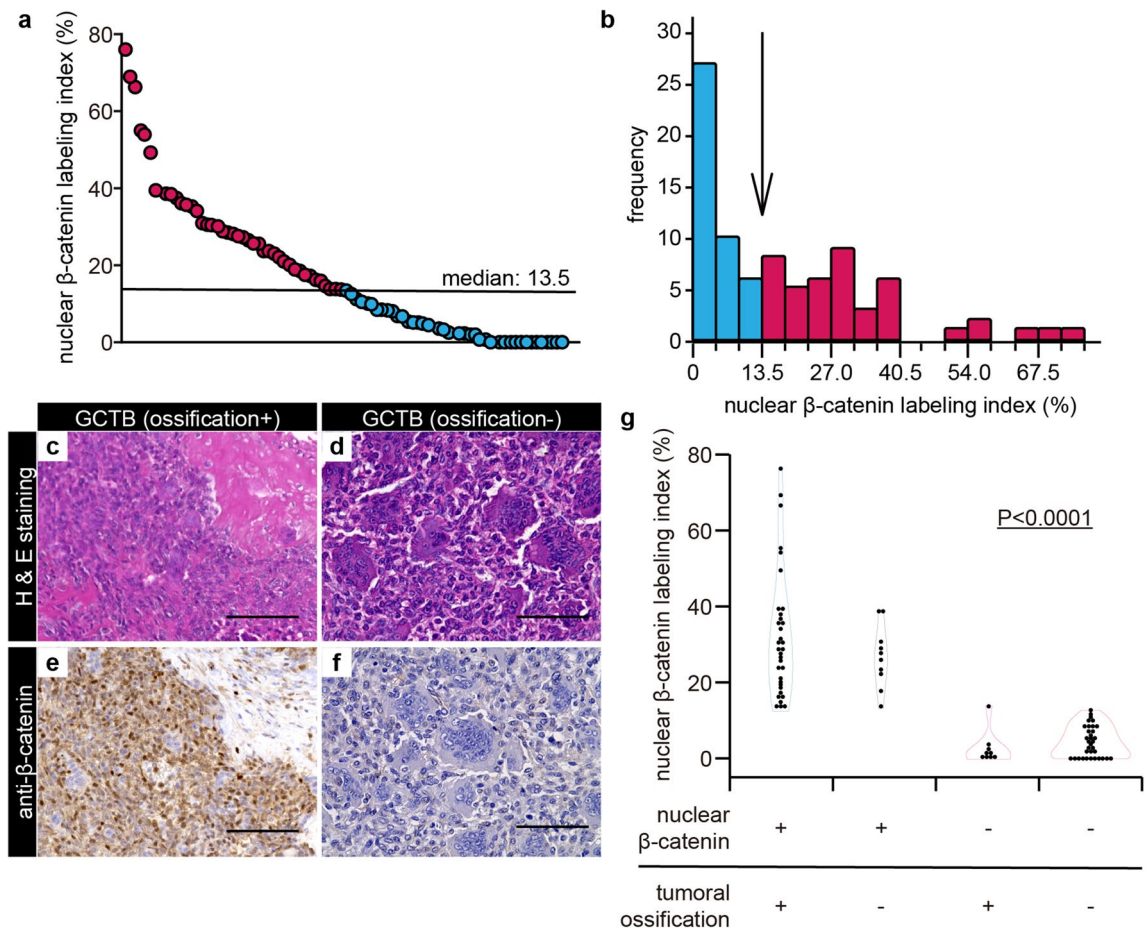 a
nuclear β-catenin labeling index (%)
80
60
40
20
0
median: 13.5
b
frequency
30
25
20
15
10
5
0
0 13.5 27.0 40.5 54.0 67.5
nuclear β-catenin labeling index (%)
GCTB (ossification+)
GCTB (ossification-)
H & E staining
c
d
anti-β-catenin
e
f
g
nuclear β-catenin labeling index (%)
80
60
40
20
0
P<0.0001
nuclear
β-catenin
+ + - -
tumoral
ossification
+ - + -